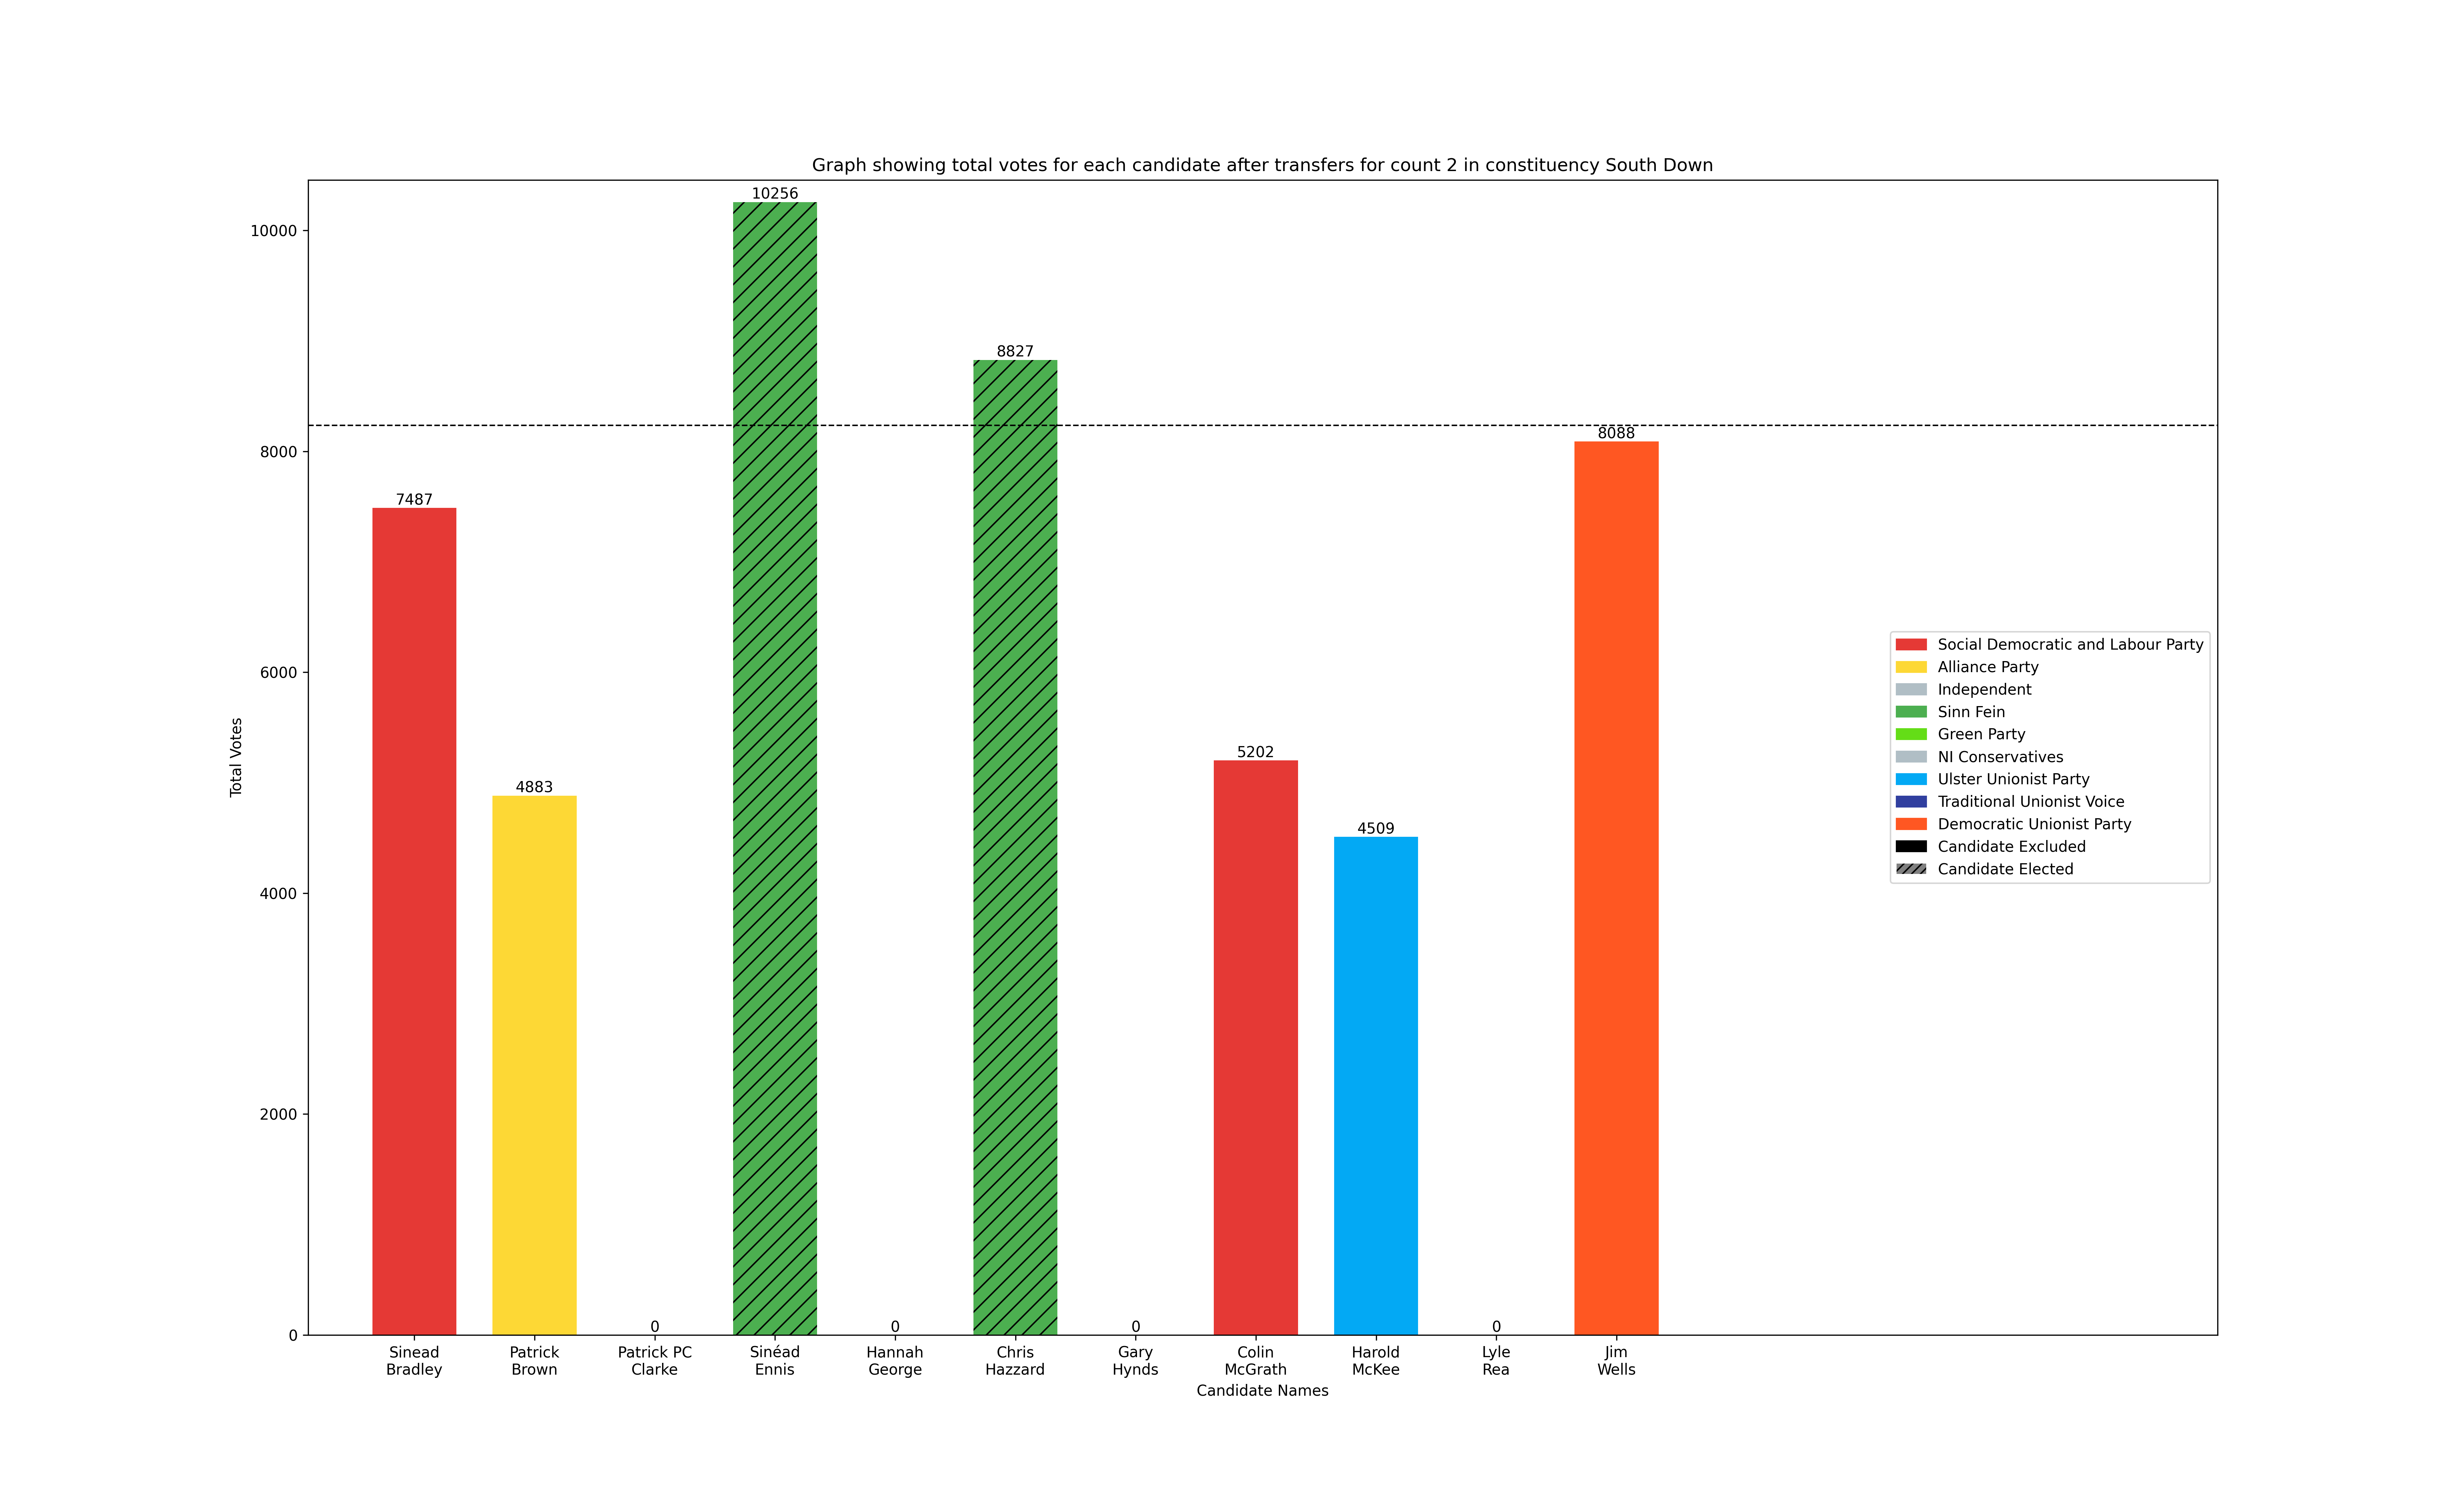 Graph showing total votes for each candidate after transfers for count 2 in constituency South Down
10256
8827
8088
7487
5202
4883
4509
0
0
0
0
10000
8000
6000
4000
2000
0
Total Votes
Social Democratic and Labour Party
Alliance Party
Independent
Sinn Fein
Green Party
NI Conservatives
Ulster Unionist Party
Traditional Unionist Voice
Democratic Unionist Party
Candidate Excluded
Candidate Elected
Sinead
Bradley
Patrick
Brown
Patrick PC
Clarke
Sinéad
Ennis
Hannah
George
Chris
Hazzard
Gary
Hynds
Colin
McGrath
Harold
McKee
Lyle
Rea
Jim
Wells
Candidate Names